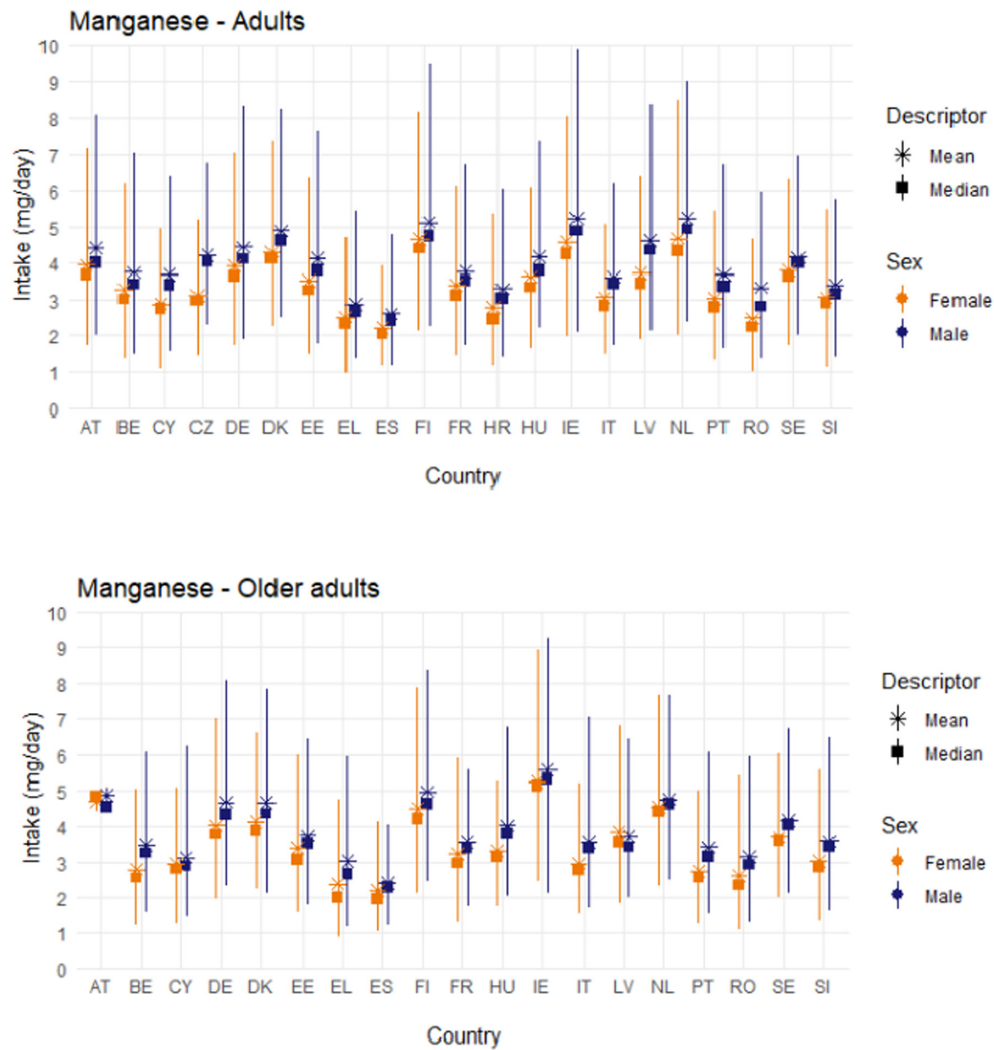 Manganese - Adults
10
9
8
7
6
5
4
3
2
1
0
Intake (mg/day)
AT BE CY CZ DE DK EE EL ES FI FR HR HU IE IT LV NL PT RO SE SI
Country
Descriptor
Mean
Median
Sex
Female
Male
Manganese - Older adults
10
9
8
7
6
5
4
3
2
1
0
Intake (mg/day)
AT BE CY DE DK EE EL ES FI FR HU IE IT LV NL PT RO SE SI
Country
Descriptor
Mean
Median
Sex
Female
Male